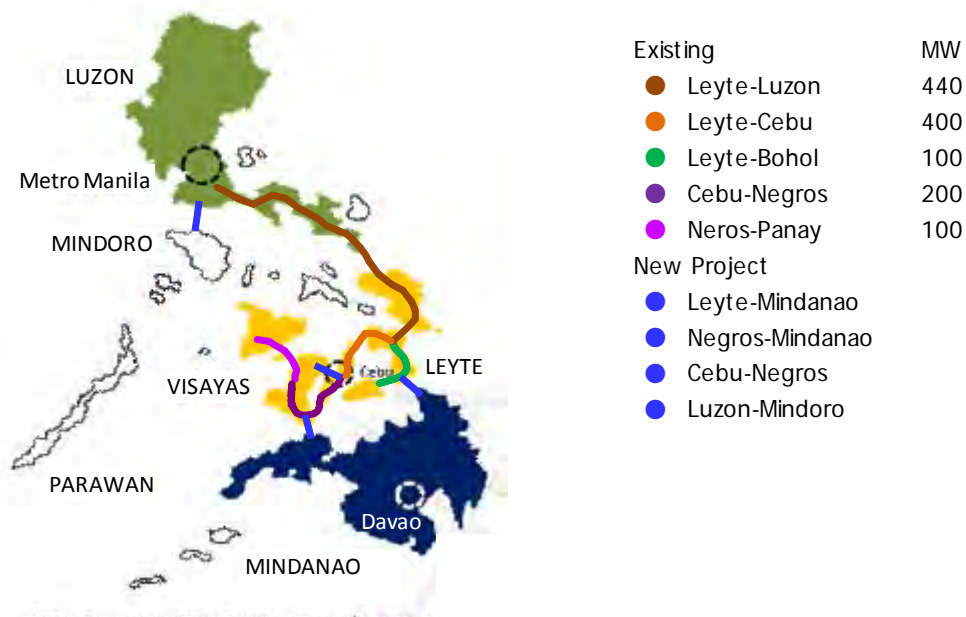 LUZON
Metro Manila
MINDORO
VISAYAS
Cebu
LEYTE
PARAWAN
Davao
MINDANAO
Existing MW
Leyte-Luzon 440
Leyte-Cebu 400
Leyte-Bohol 100
Cebu-Negros 200
Neros-Panay 100
New Project
Leyte-Mindanao
Negros-Mindanao
Cebu-Negros
Luzon-Mindoro